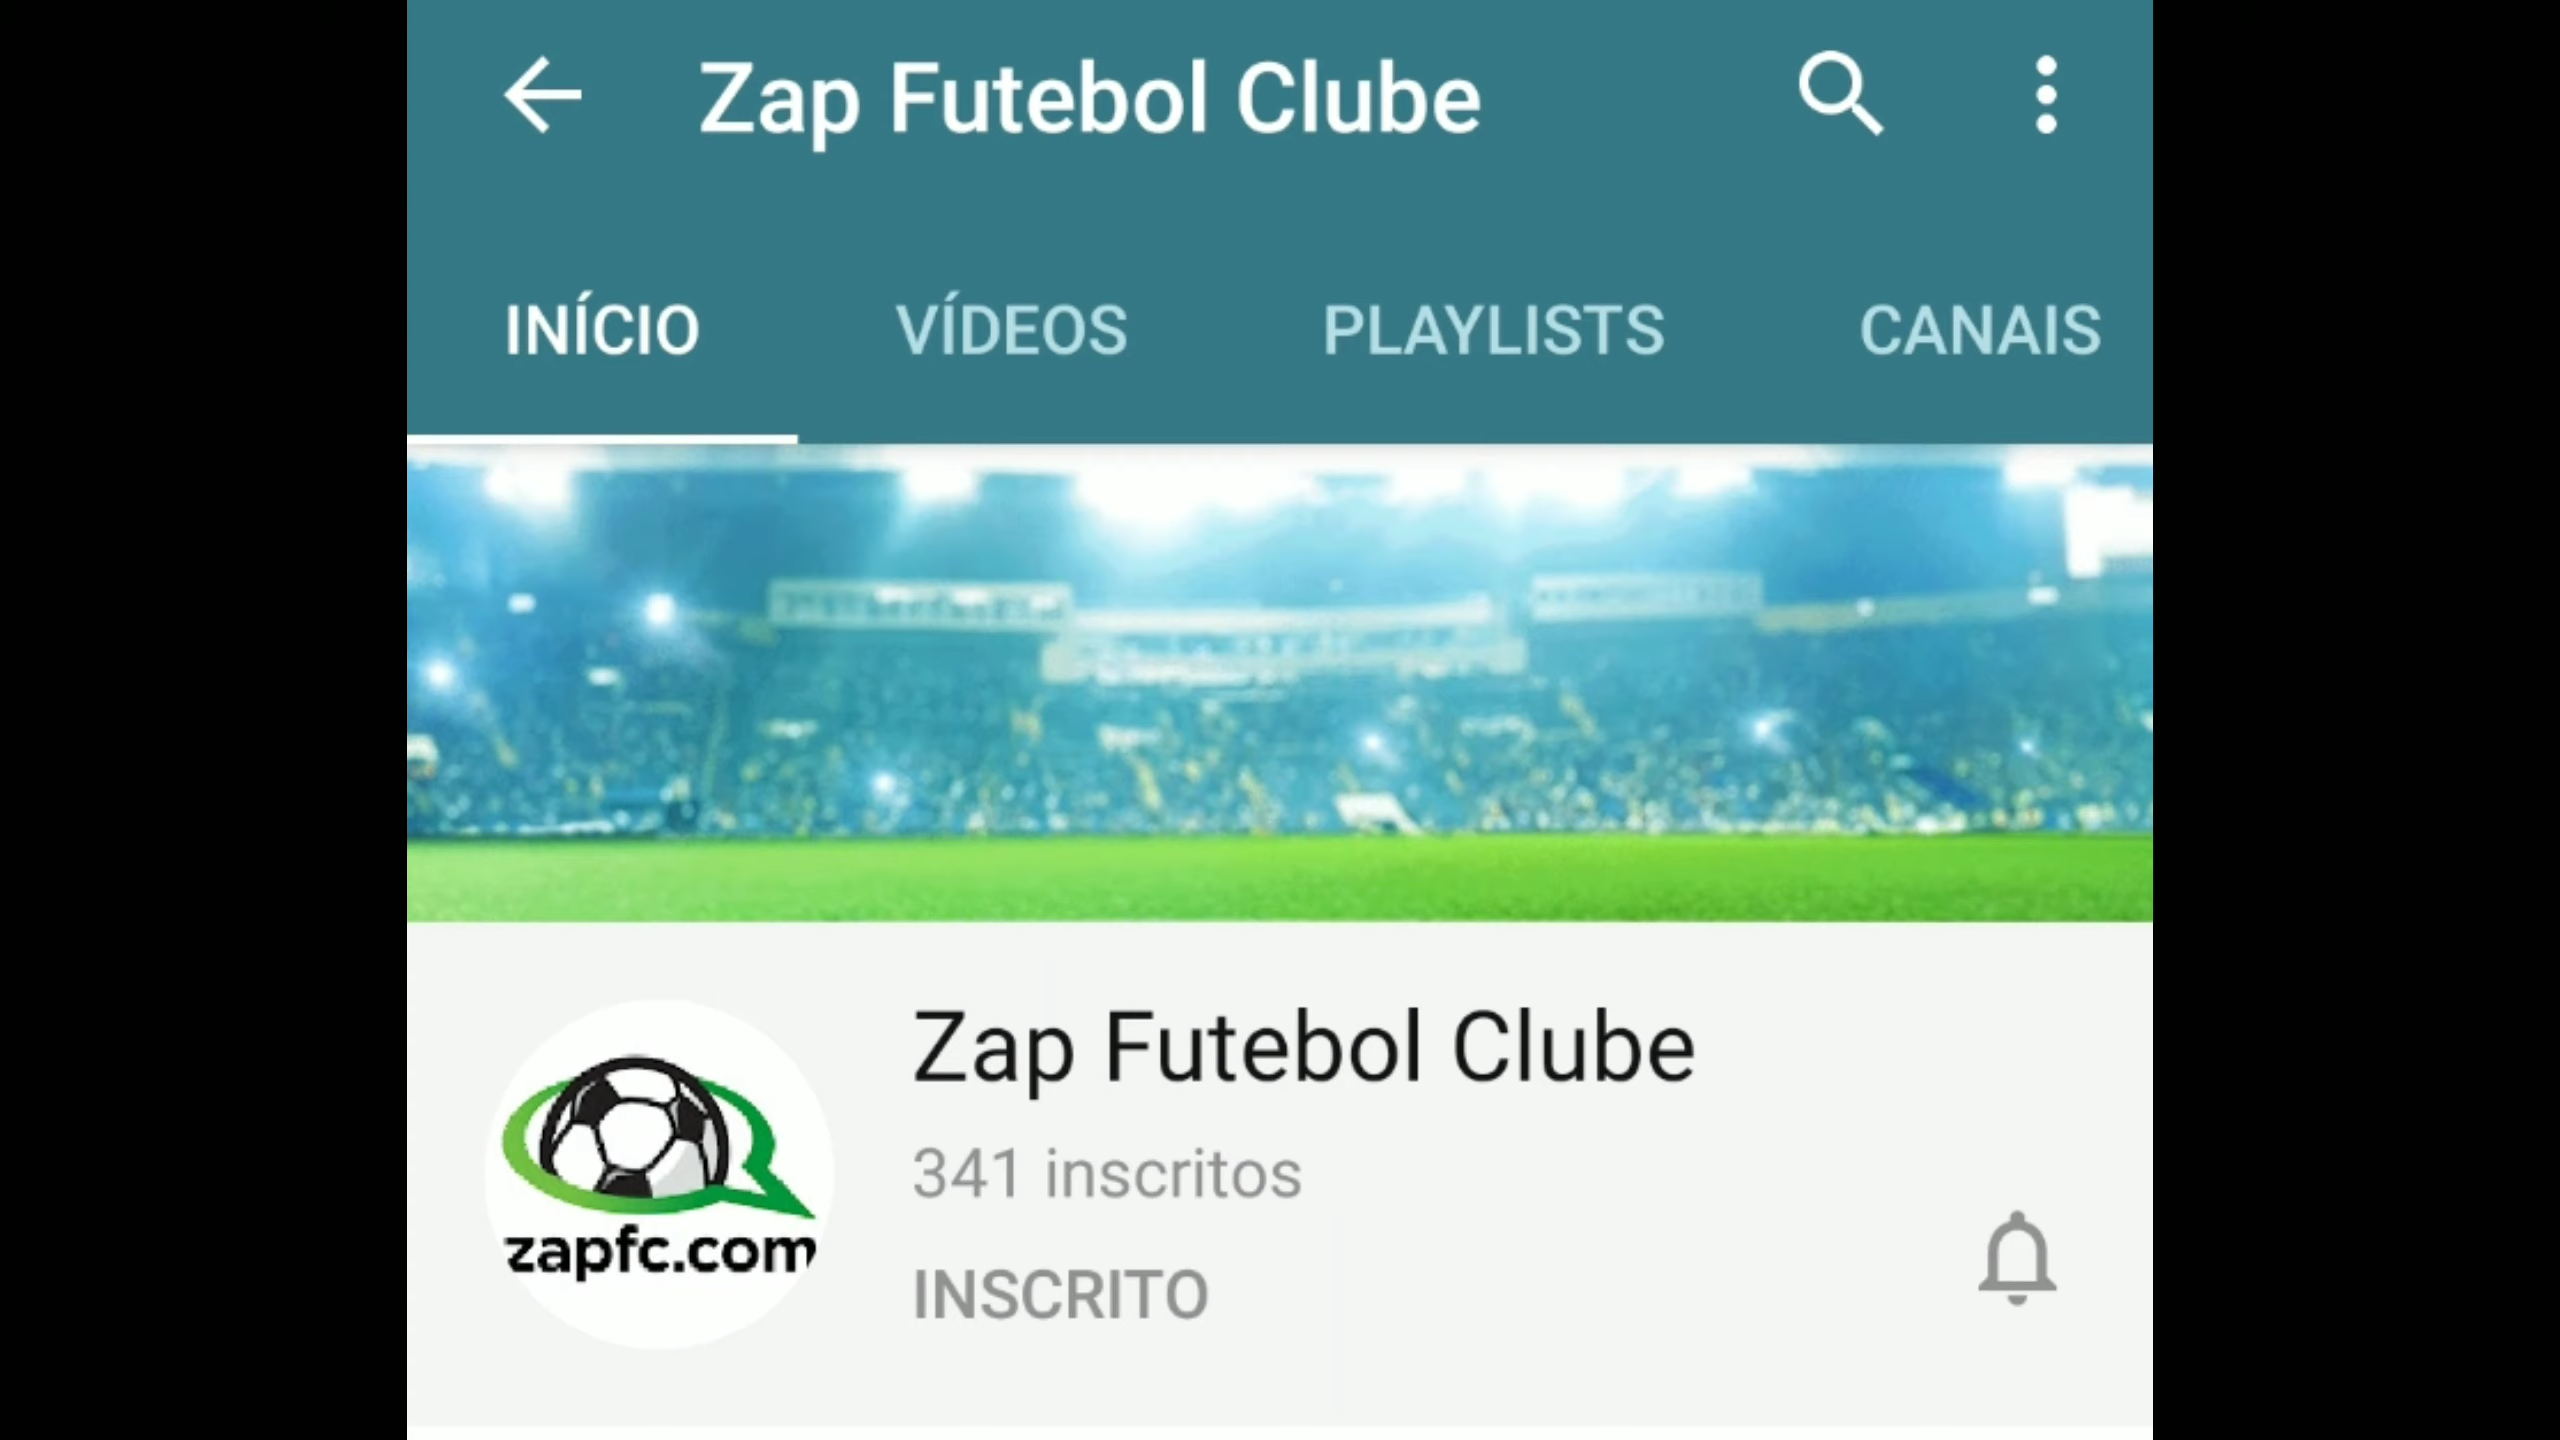 Zap Futebol Clube
INÍCIO VÍDEOS PLAYLISTS CANAIS
Zap Futebol Clube
341 inscritos
INSCRITO
zapfc.com